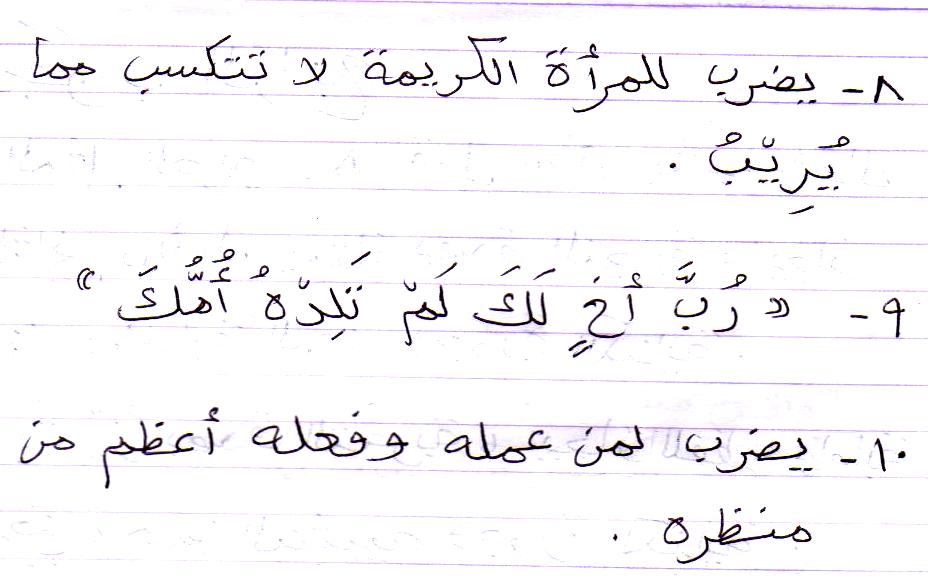 ٨- يضرب للمرأة الكريمة لا تتكسب مما
يُرِيْبُ .
٩- « رُبَّ أخٍ لَكَ لَمْ تَلِدْهُ أُمُّكَ »
١٠- يضرب لمن عمله وفعله أعظم من
منظره .